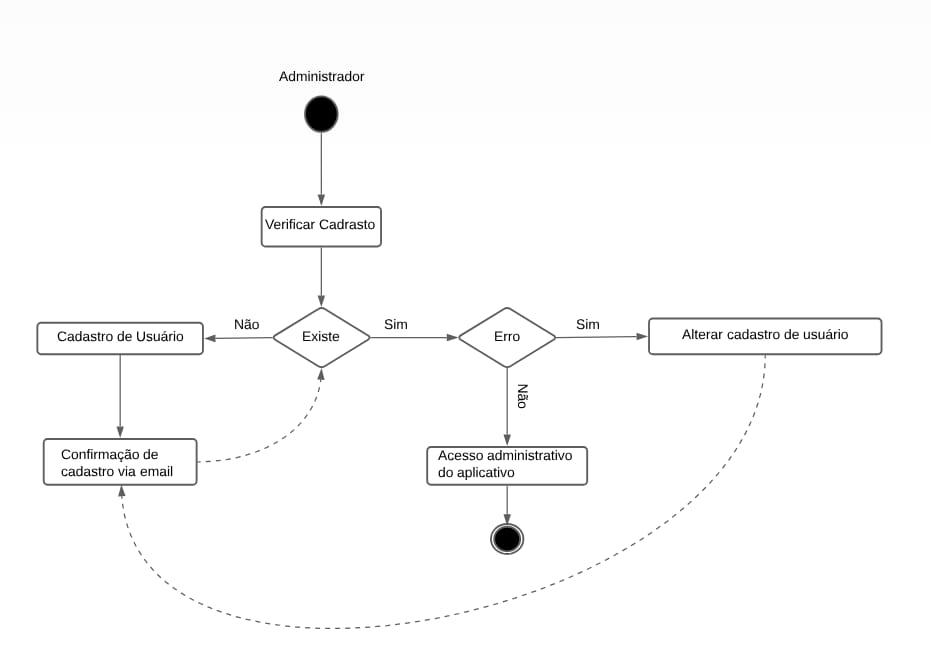 Administrador
Verificar Cadrasto
Não
Sim
Sim
Cadastro de Usuário
Existe
Erro
Alterar cadastro de usuário
Não
Confirmação de
cadastro via email
Acesso administrativo
do aplicativo